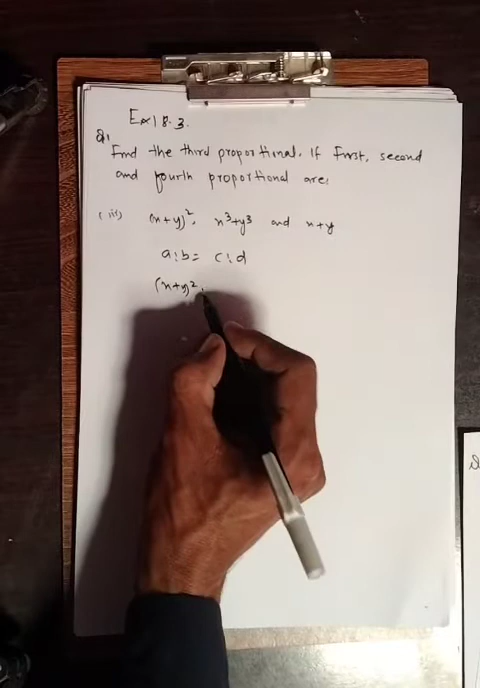 Ex 18.3.
Q1
Find the third proportional. If first, second
and fourth proportional are:
(iii) (x+y)², x³+y³ and x+y
a:b = c:d
(x+y)² :